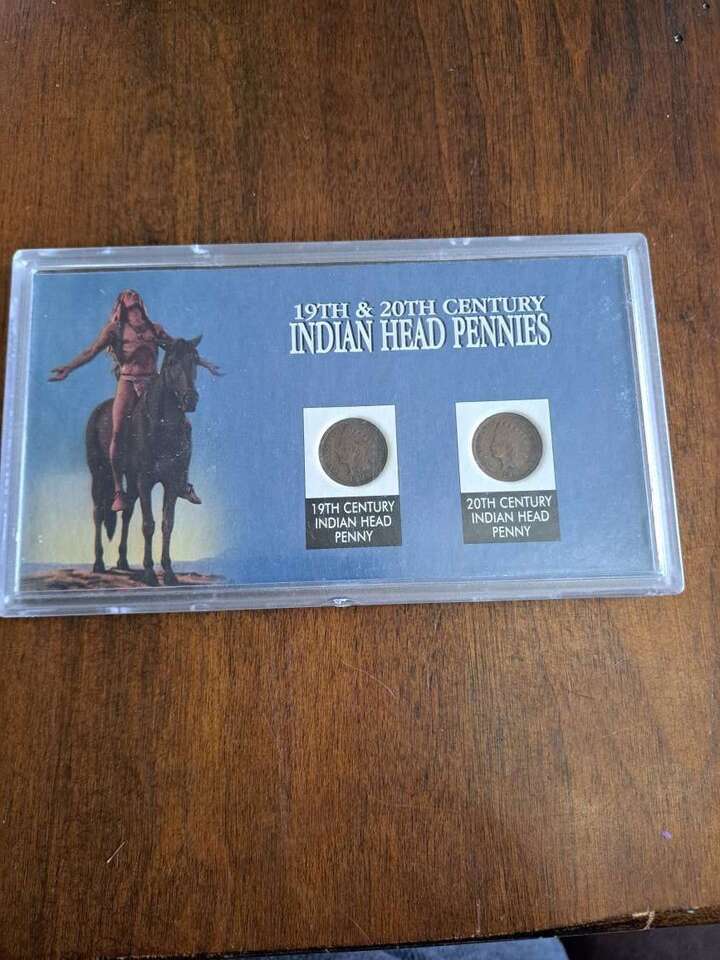 19TH & 20TH CENTURY
INDIAN HEAD PENNIES
19TH CENTURY
INDIAN HEAD
PENNY
20TH CENTURY
INDIAN HEAD
PENNY